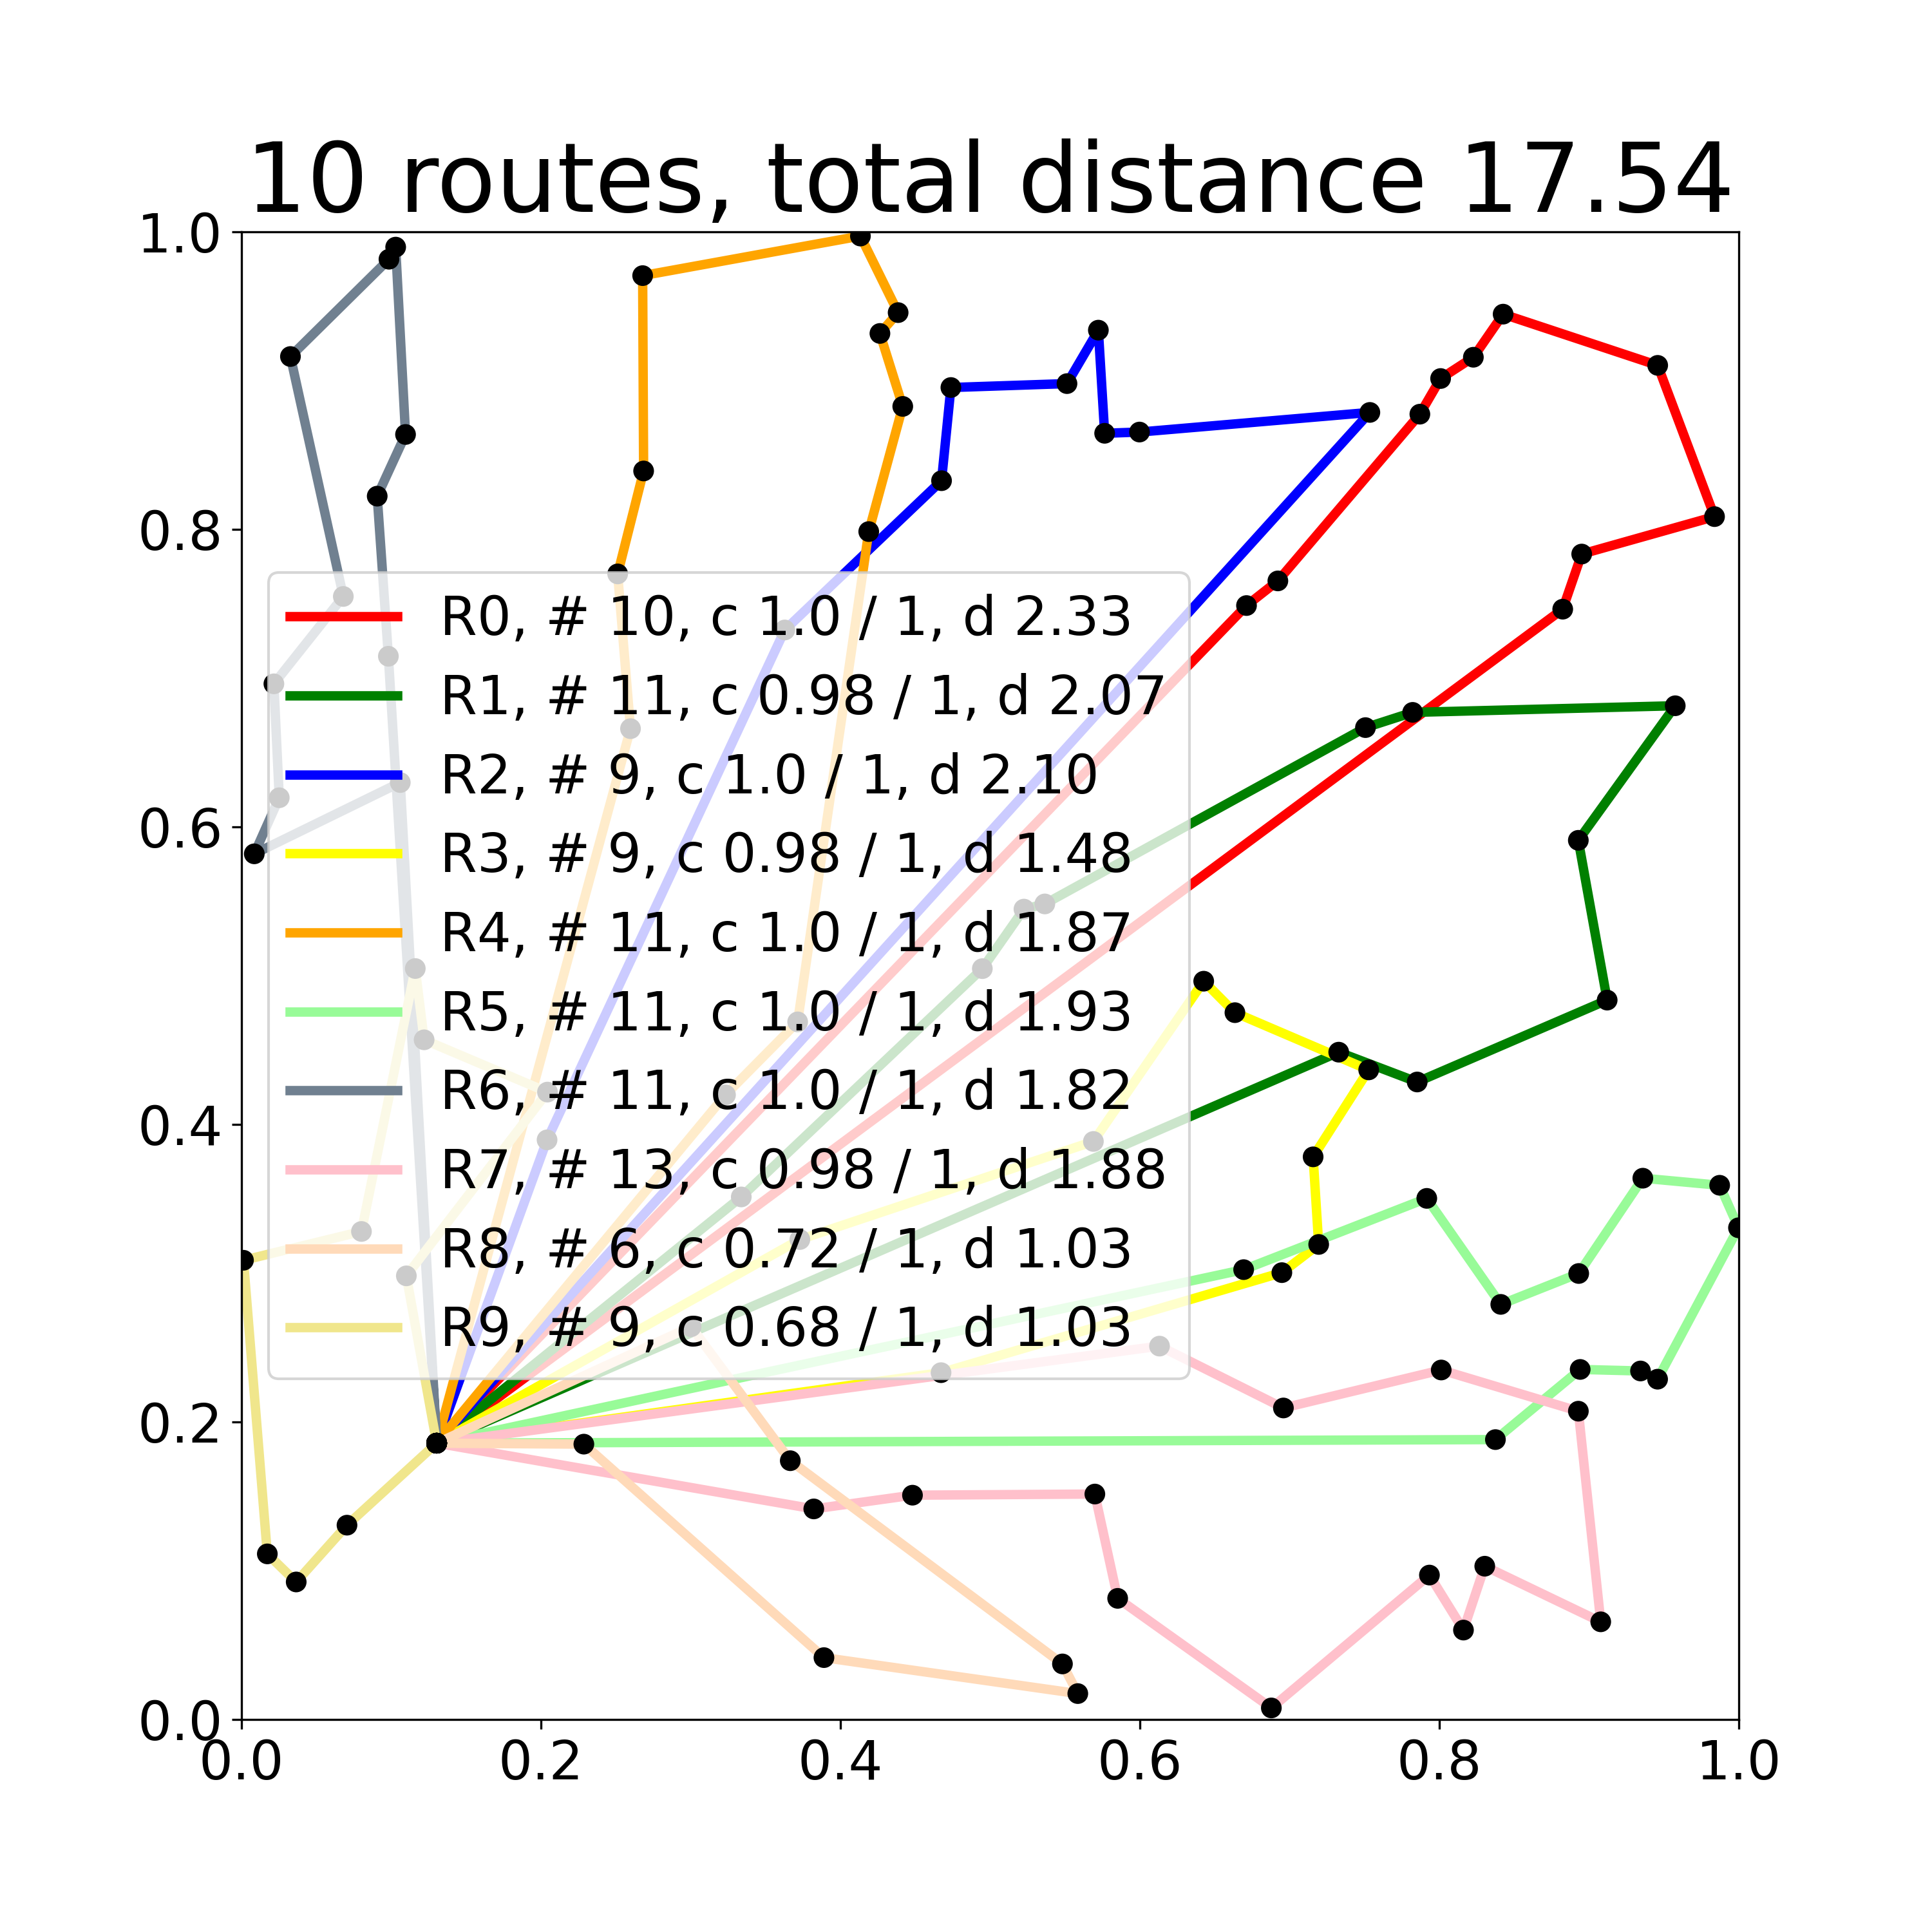 10 routes, total distance 17.54
1.0
0.8
0.6
0.4
0.2
0.0
R0, # 10, c 1.0 / 1, d 2.33
R1, # 11, c 0.98 / 1, d 2.07
R2, # 9, c 1.0 / 1, d 2.10
R3, # 9, c 0.98 / 1, d 1.48
R4, # 11, c 1.0 / 1, d 1.87
R5, # 11, c 1.0 / 1, d 1.93
R6, # 11, c 1.0 / 1, d 1.82
R7, # 13, c 0.98 / 1, d 1.88
R8, # 6, c 0.72 / 1, d 1.03
R9, # 9, c 0.68 / 1, d 1.03
0.0 0.2 0.4 0.6 0.8 1.0